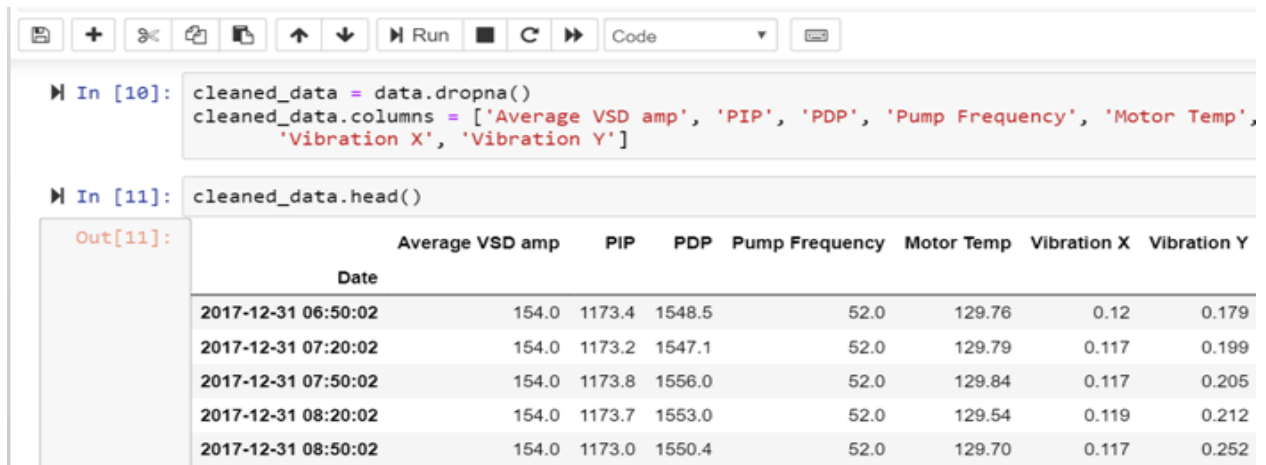 Run Code
In [10]: cleaned_data = data.dropna()
cleaned_data.columns = ['Average VSD amp', 'PIP', 'PDP', 'Pump Frequency', 'Motor Temp',
'Vibration X', 'Vibration Y']
In [11]: cleaned_data.head()
Out[11]:
Average VSD amp PIP PDP Pump Frequency Motor Temp Vibration X Vibration Y
Date
2017-12-31 06:50:02 154.0 1173.4 1548.5 52.0 129.76 0.12 0.179
2017-12-31 07:20:02 154.0 1173.2 1547.1 52.0 129.79 0.117 0.199
2017-12-31 07:50:02 154.0 1173.8 1556.0 52.0 129.84 0.117 0.205
2017-12-31 08:20:02 154.0 1173.7 1553.0 52.0 129.54 0.119 0.212
2017-12-31 08:50:02 154.0 1173.0 1550.4 52.0 129.70 0.117 0.252